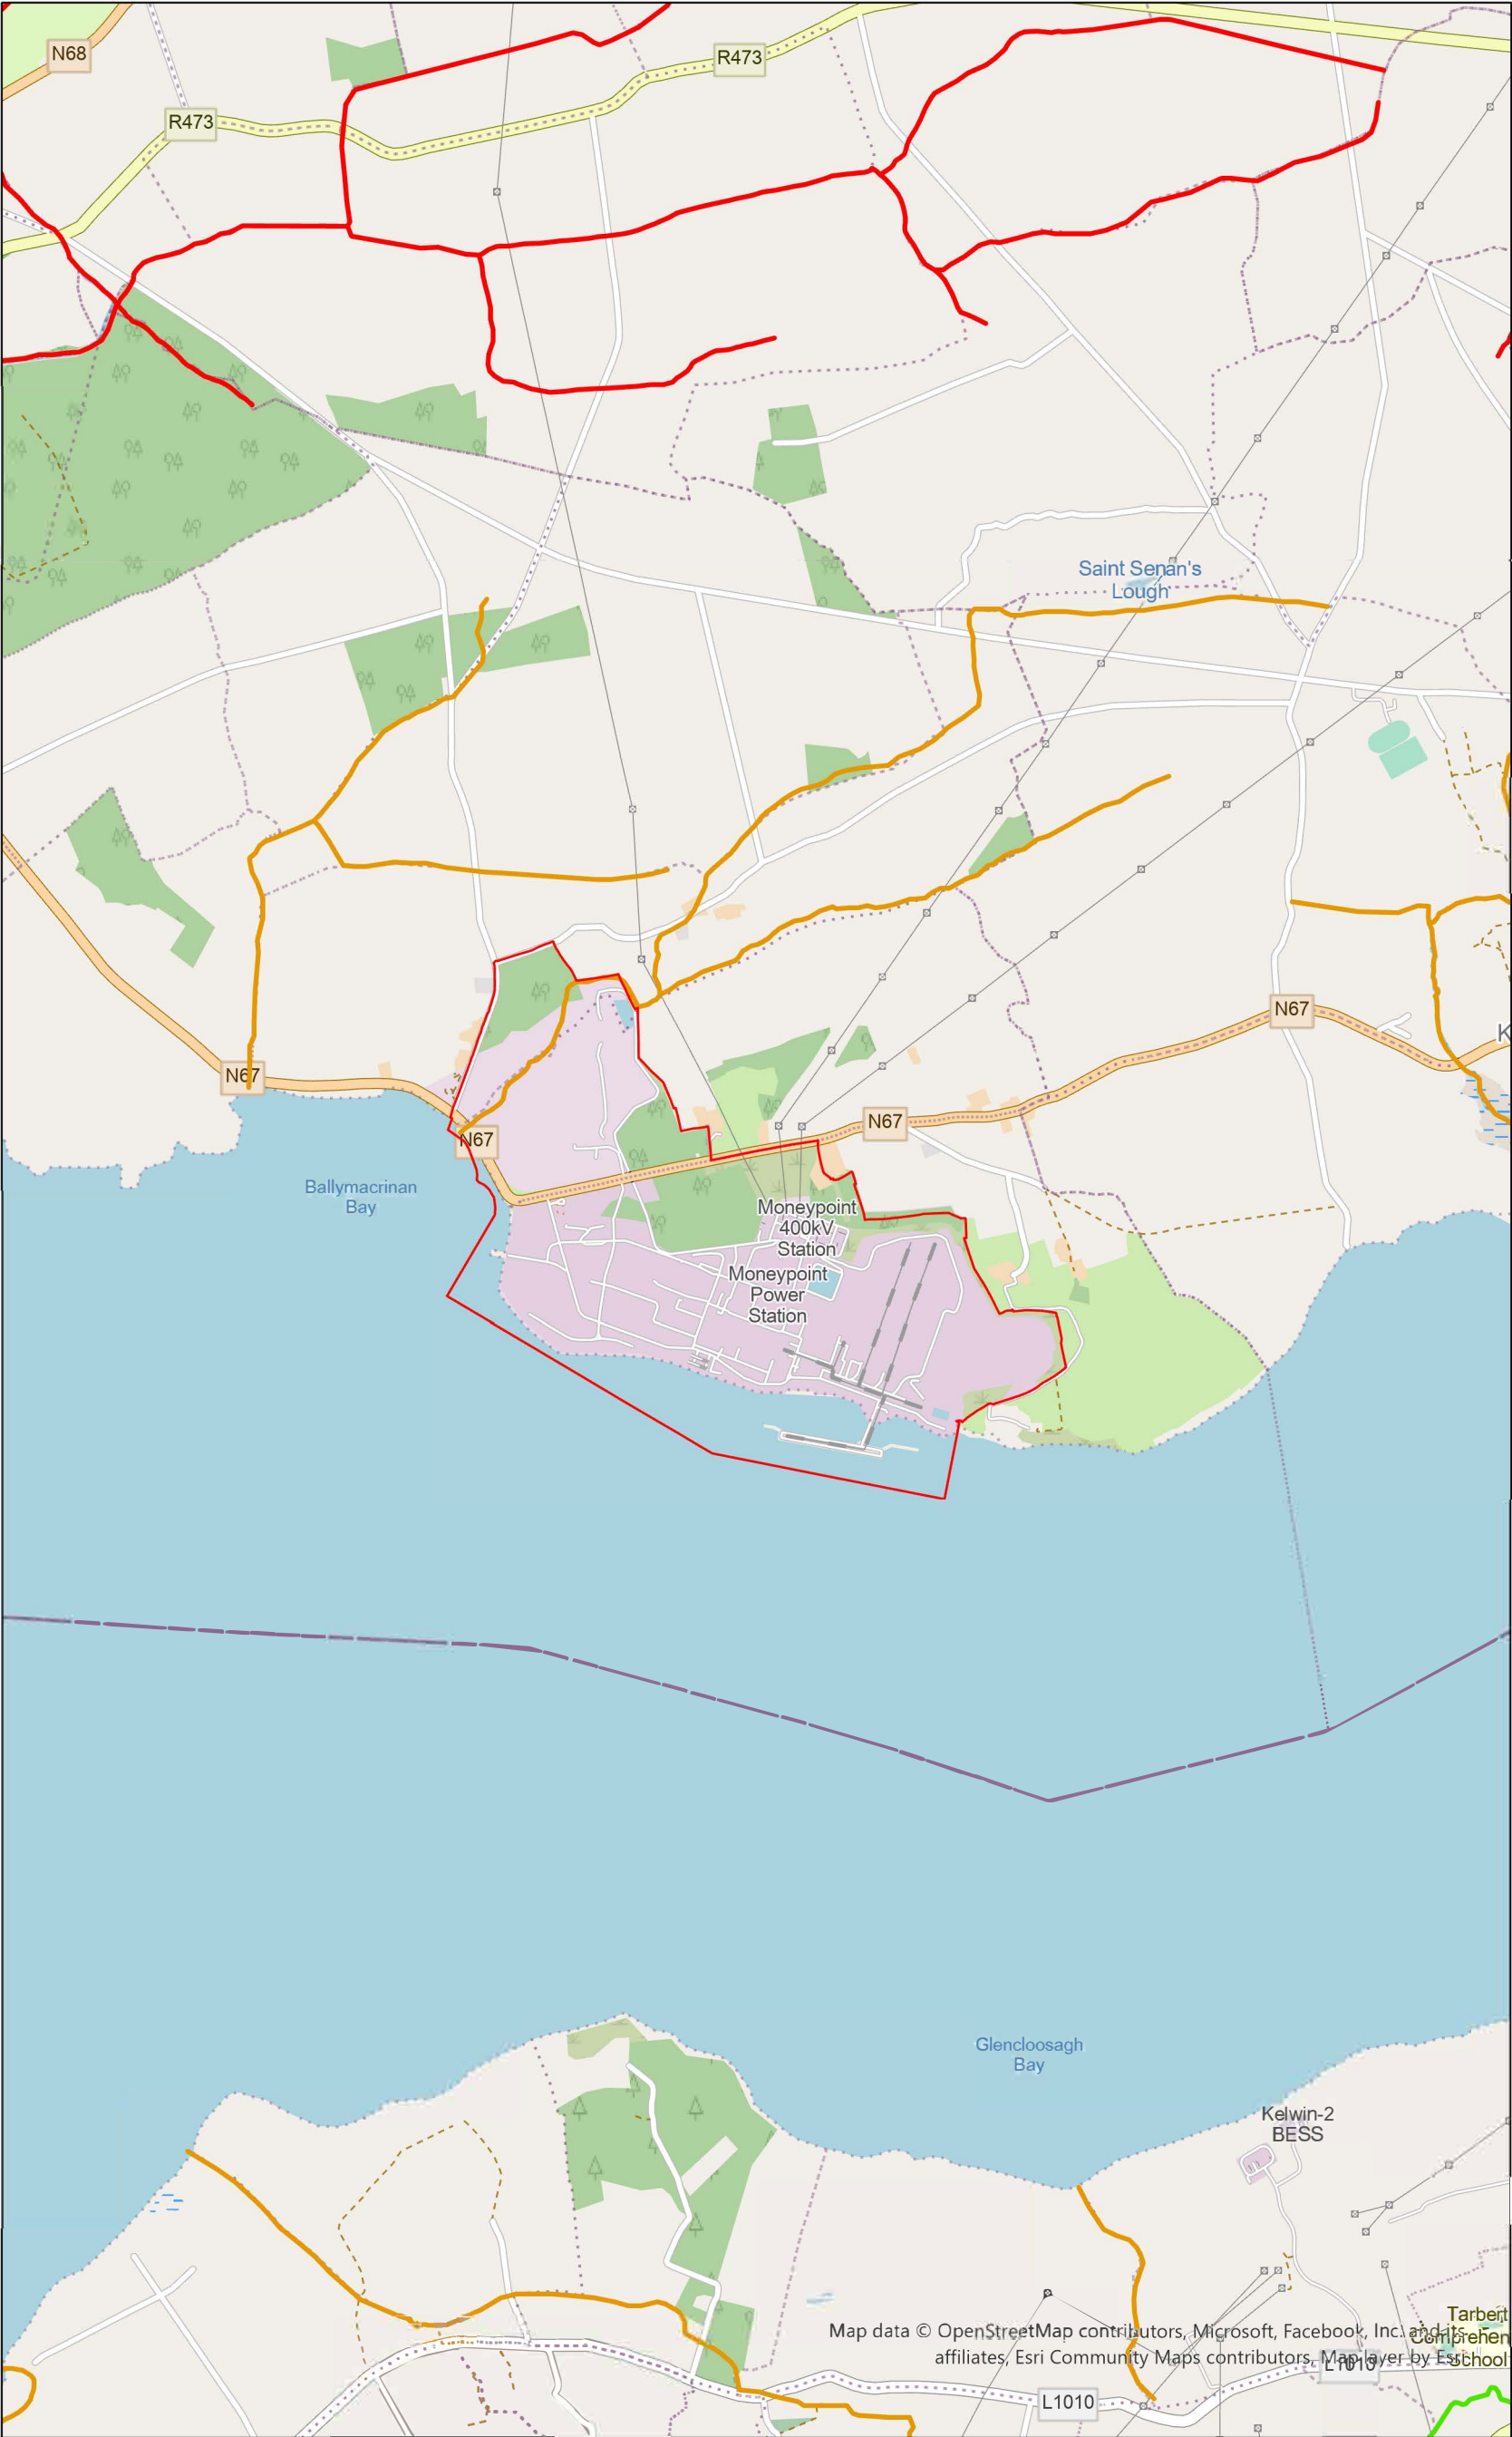 N68
R473
R473
Saint Senan's
Lough
N67
K
N67
N67
N67
Ballymacrinan
Bay
Moneypoint
400kV
Station
Moneypoint
Power
Station
Glencloosagh
Bay
Kelwin-2
BESS
Tarbert
Comprehen
School
Map data © OpenStreetMap contributors, Microsoft, Facebook, Inc. and its
affiliates, Esri Community Maps contributors, Map layer by Esri
L1010
L1010